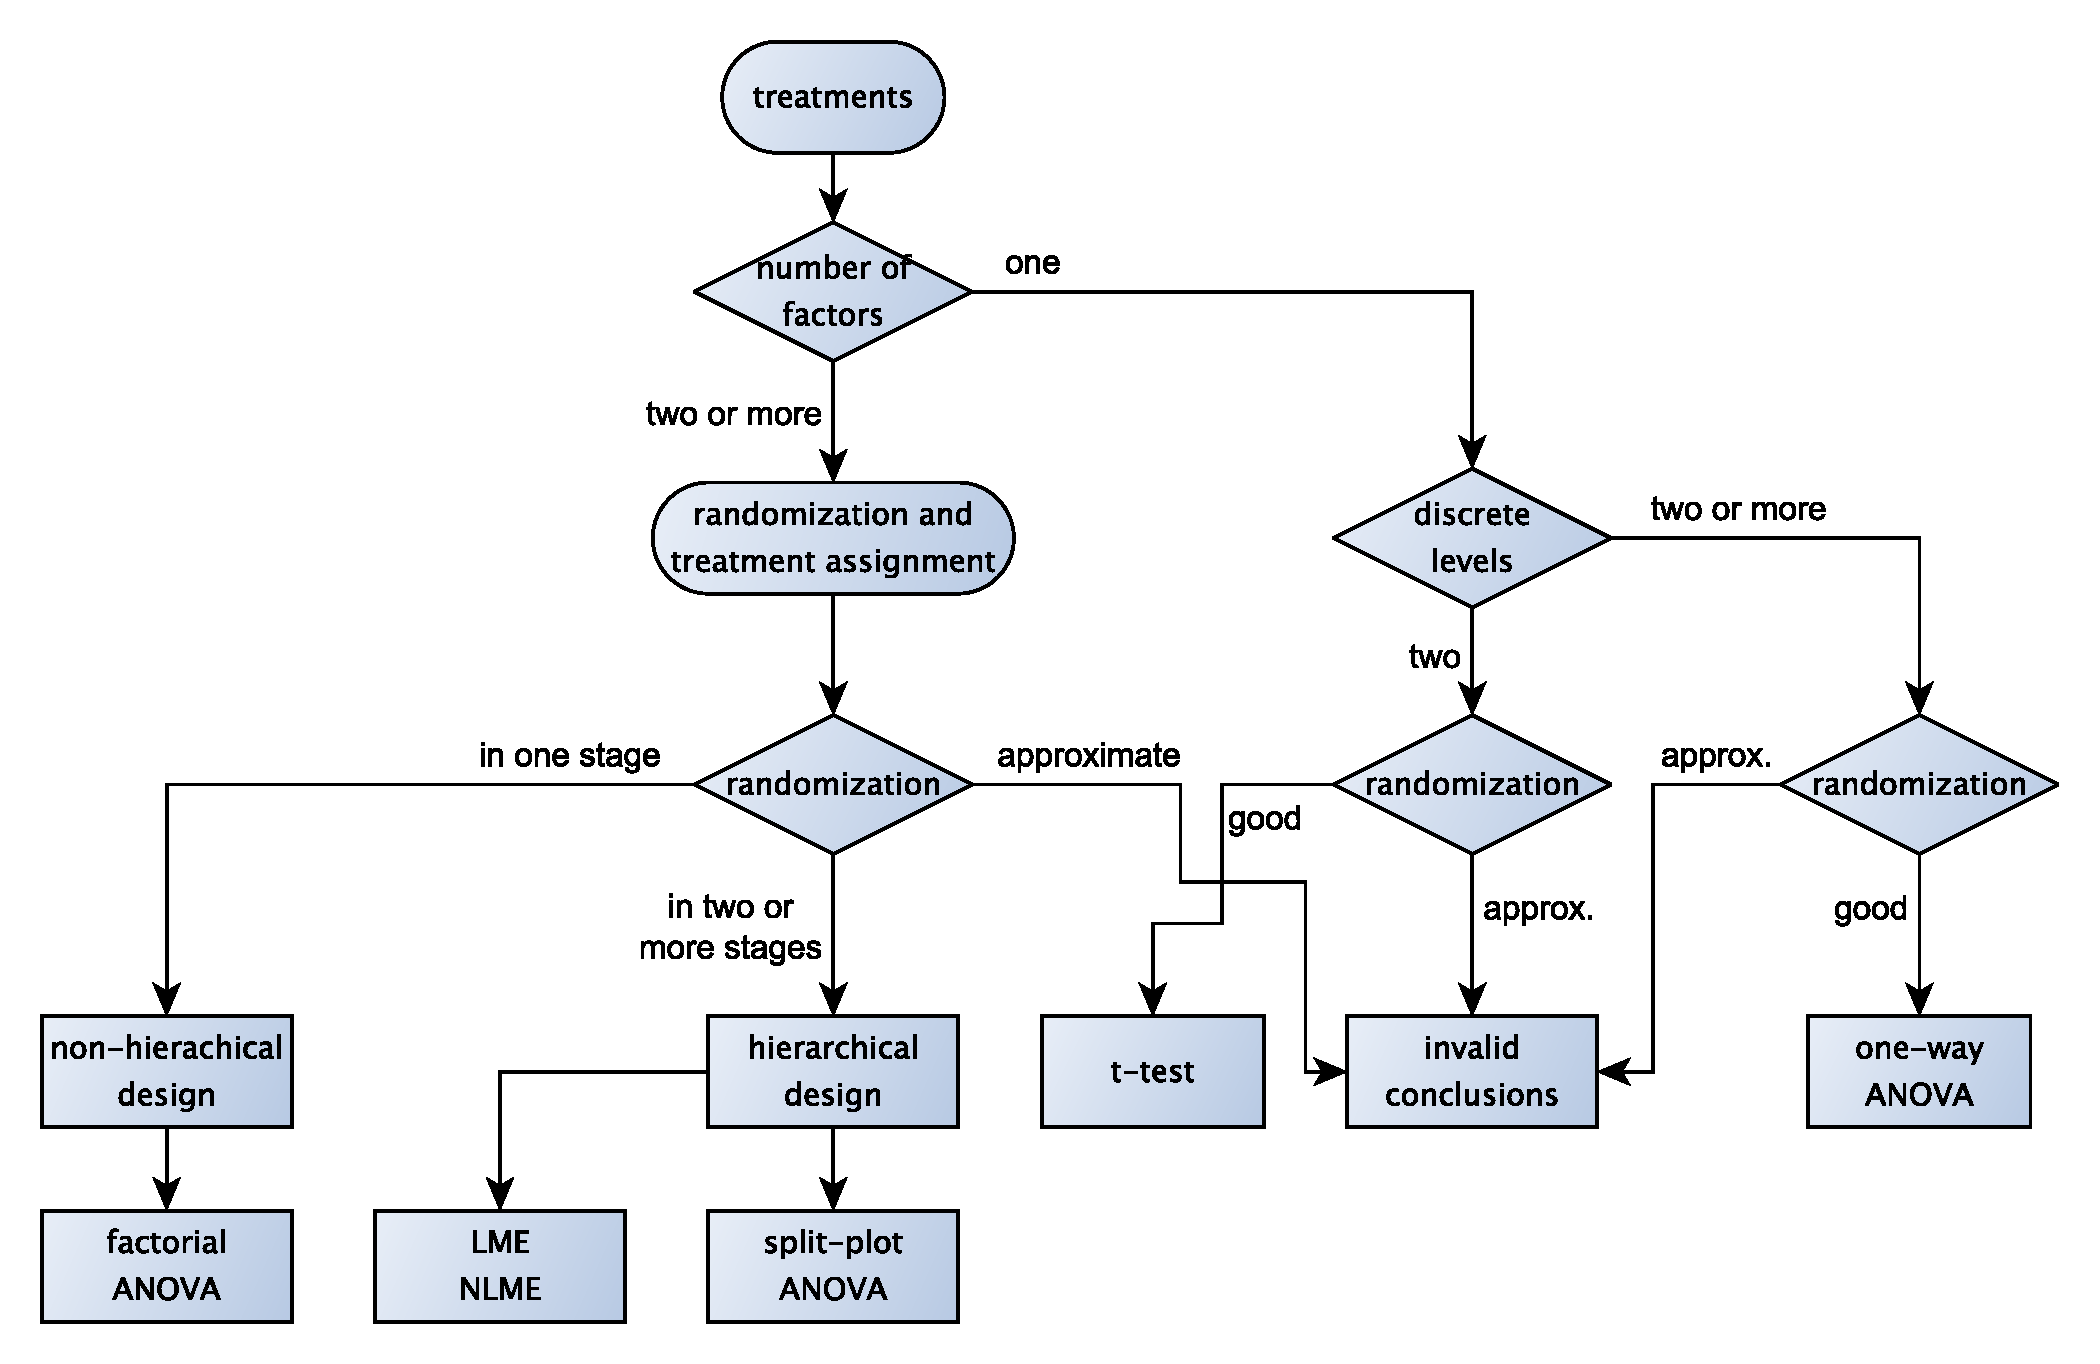 treatments
number of
factors
one
two or more
randomization and
treatment assignment
discrete
levels
two or more
two
in one stage
randomization
approximate
good
randomization
approx.
randomization
in two or
more stages
approx.
good
non-hierachical
design
hierarchical
design
t-test
invalid
conclusions
one-way
ANOVA
factorial
ANOVA
LME
NLME
split-plot
ANOVA